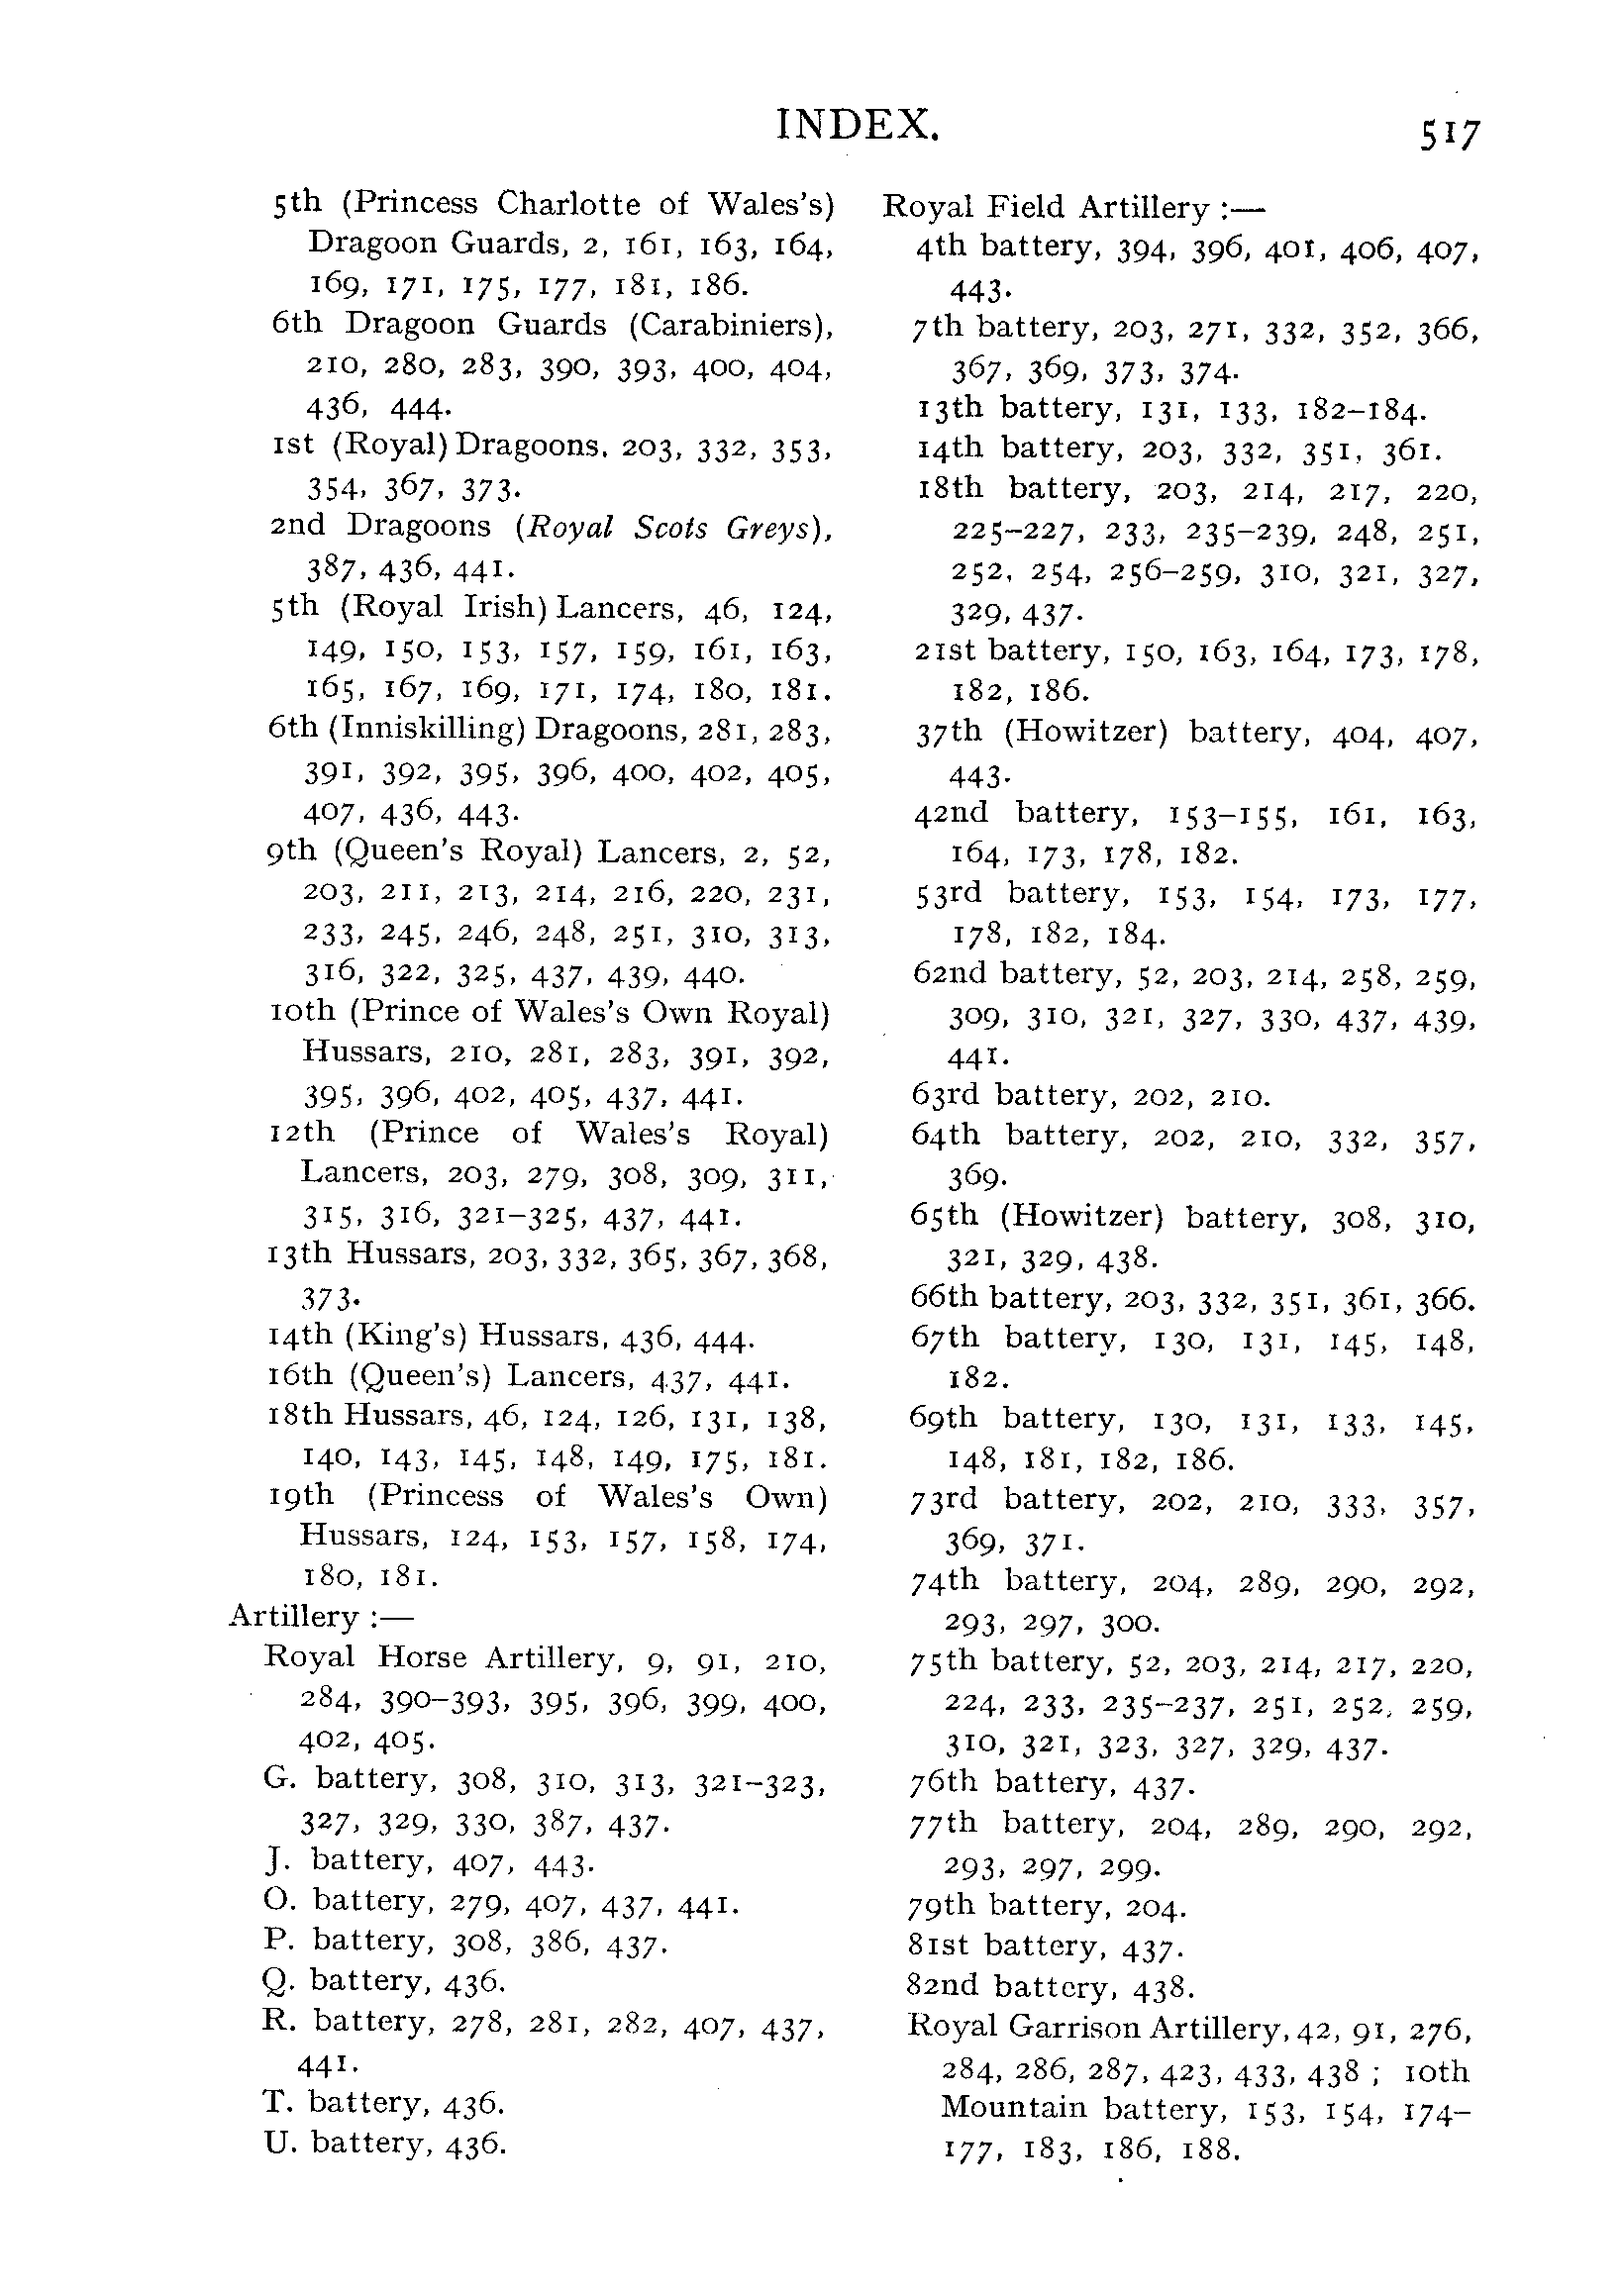 INDEX.
517
5th (Princess Charlotte of Wales's)
Dragoon Guards, 2, 161, 163, 164,
169, 171, 175, 177, 181, 186.
6th Dragoon Guards (Carabiniers),
210, 280, 283, 390, 393, 400, 404,
436, 444.
1st (Royal) Dragoons, 203, 332, 353,
354, 367, 373.
2nd Dragoons (Royal Scots Greys),
387, 436, 441.
5th (Royal Irish) Lancers, 46, 124,
149, 150, 153, 157, 159, 161, 163,
165, 167, 169, 171, 174, 180, 181.
6th (Inniskilling) Dragoons, 281, 283,
391, 392, 395, 396, 400, 402, 405,
407, 436, 443.
9th (Queen's Royal) Lancers, 2, 52,
203, 211, 213, 214, 216, 220, 231,
233, 245, 246, 248, 251, 310, 313,
316, 322, 325, 437, 439, 440.
10th (Prince of Wales's Own Royal)
Hussars, 210, 281, 283, 391, 392,
395, 396, 402, 405, 437, 441.
12th (Prince of Wales's Royal)
Lancers, 203, 279, 308, 309, 311,
315, 316, 321–325, 437, 441.
13th Hussars, 203, 332, 365, 367, 368,
373.
14th (King's) Hussars, 436, 444.
16th (Queen's) Lancers, 437, 441.
18th Hussars, 46, 124, 126, 131, 138,
140, 143, 145, 148, 149, 175, 181.
19th (Princess of Wales's Own)
Hussars, 124, 153, 157, 158, 174,
180, 181.
Artillery :—
Royal Horse Artillery, 9, 91, 210,
284, 390–393, 395, 396, 399, 400,
402, 405.
G. battery, 308, 310, 313, 321–323,
327, 329, 330, 387, 437.
J. battery, 407, 443.
O. battery, 279, 407, 437, 441.
P. battery, 308, 386, 437.
Q. battery, 436.
R. battery, 278, 281, 282, 407, 437,
441.
T. battery, 436.
U. battery, 436.
Royal Field Artillery :—
4th battery, 394, 396, 401, 406, 407,
443.
7th battery, 203, 271, 332, 352, 366,
367, 369, 373, 374.
13th battery, 131, 133, 182–184.
14th battery, 203, 332, 351, 361.
18th battery, 203, 214, 217, 220,
225–227, 233, 235–239, 248, 251,
252, 254, 256–259, 310, 321, 327,
329, 437.
21st battery, 150, 163, 164, 173, 178,
182, 186.
37th (Howitzer) battery, 404, 407,
443.
42nd battery, 153–155, 161, 163,
164, 173, 178, 182.
53rd battery, 153, 154, 173, 177,
178, 182, 184.
62nd battery, 52, 203, 214, 258, 259,
309, 310, 321, 327, 330, 437, 439,
441.
63rd battery, 202, 210.
64th battery, 202, 210, 332, 357,
369.
65th (Howitzer) battery, 308, 310,
321, 329, 438.
66th battery, 203, 332, 351, 361, 366.
67th battery, 130, 131, 145, 148,
182.
69th battery, 130, 131, 133, 145,
148, 181, 182, 186.
73rd battery, 202, 210, 333, 357,
369, 371.
74th battery, 204, 289, 290, 292,
293, 297, 300.
75th battery, 52, 203, 214, 217, 220,
224, 233, 235–237, 251, 252, 259,
310, 321, 323, 327, 329, 437.
76th battery, 437.
77th battery, 204, 289, 290, 292,
293, 297, 299.
79th battery, 204.
81st battery, 437.
82nd battery, 438.
Royal Garrison Artillery, 42, 91, 276,
284, 286, 287, 423, 433, 438 ; 10th
Mountain battery, 153, 154, 174–
177, 183, 186, 188.